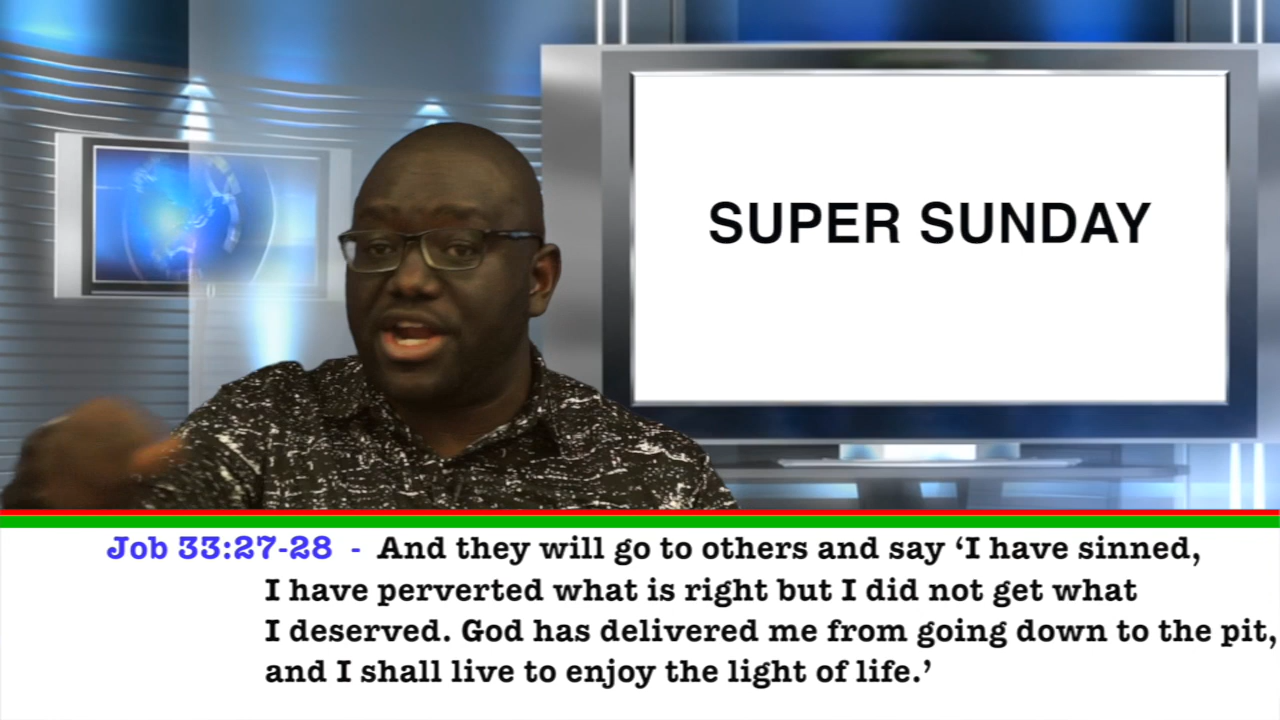 SUPER SUNDAY
Job 33:27-28 - And they will go to others and say ‘I have sinned,
I have perverted what is right but I did not get what
I deserved. God has delivered me from going down to the pit,
and I shall live to enjoy the light of life.’